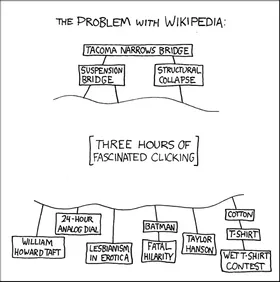 THE PROBLEM WITH WIKIPEDIA:
TACOMA NARROWS BRIDGE
SUSPENSION
BRIDGE
STRUCTURAL
COLLAPSE
[THREE HOURS OF
FASCINATED CLICKING]
WILLIAM
HOWARD TAFT
24-HOUR
ANALOG DIAL
LESBIANISM
IN EROTICA
BATMAN
FATAL
HILARITY
TAYLOR
HANSON
COTTON
T-SHIRT
WET T-SHIRT
CONTEST